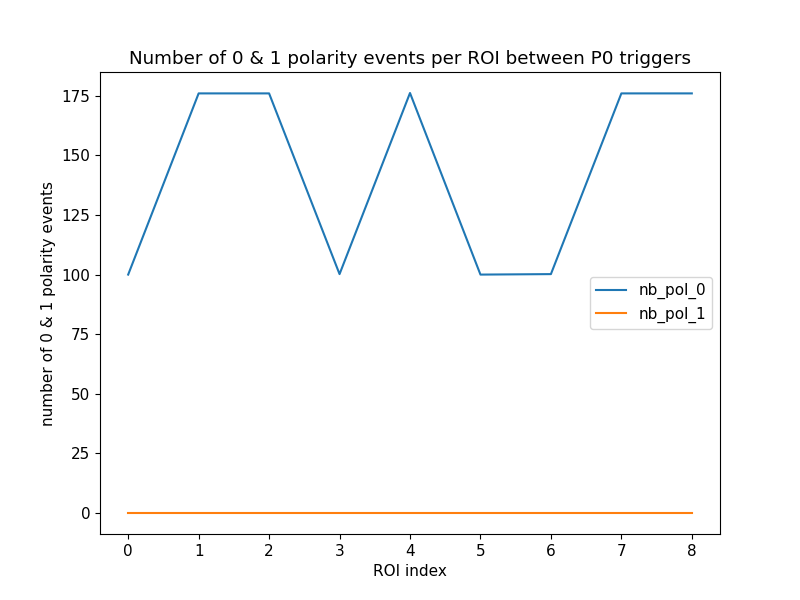 Number of 0 & 1 polarity events per ROI between P0 triggers
number of 0 & 1 polarity events
175
150
125
100
75
50
25
0
nb_pol_0
nb_pol_1
0 1 2 3 4 5 6 7 8
ROI index